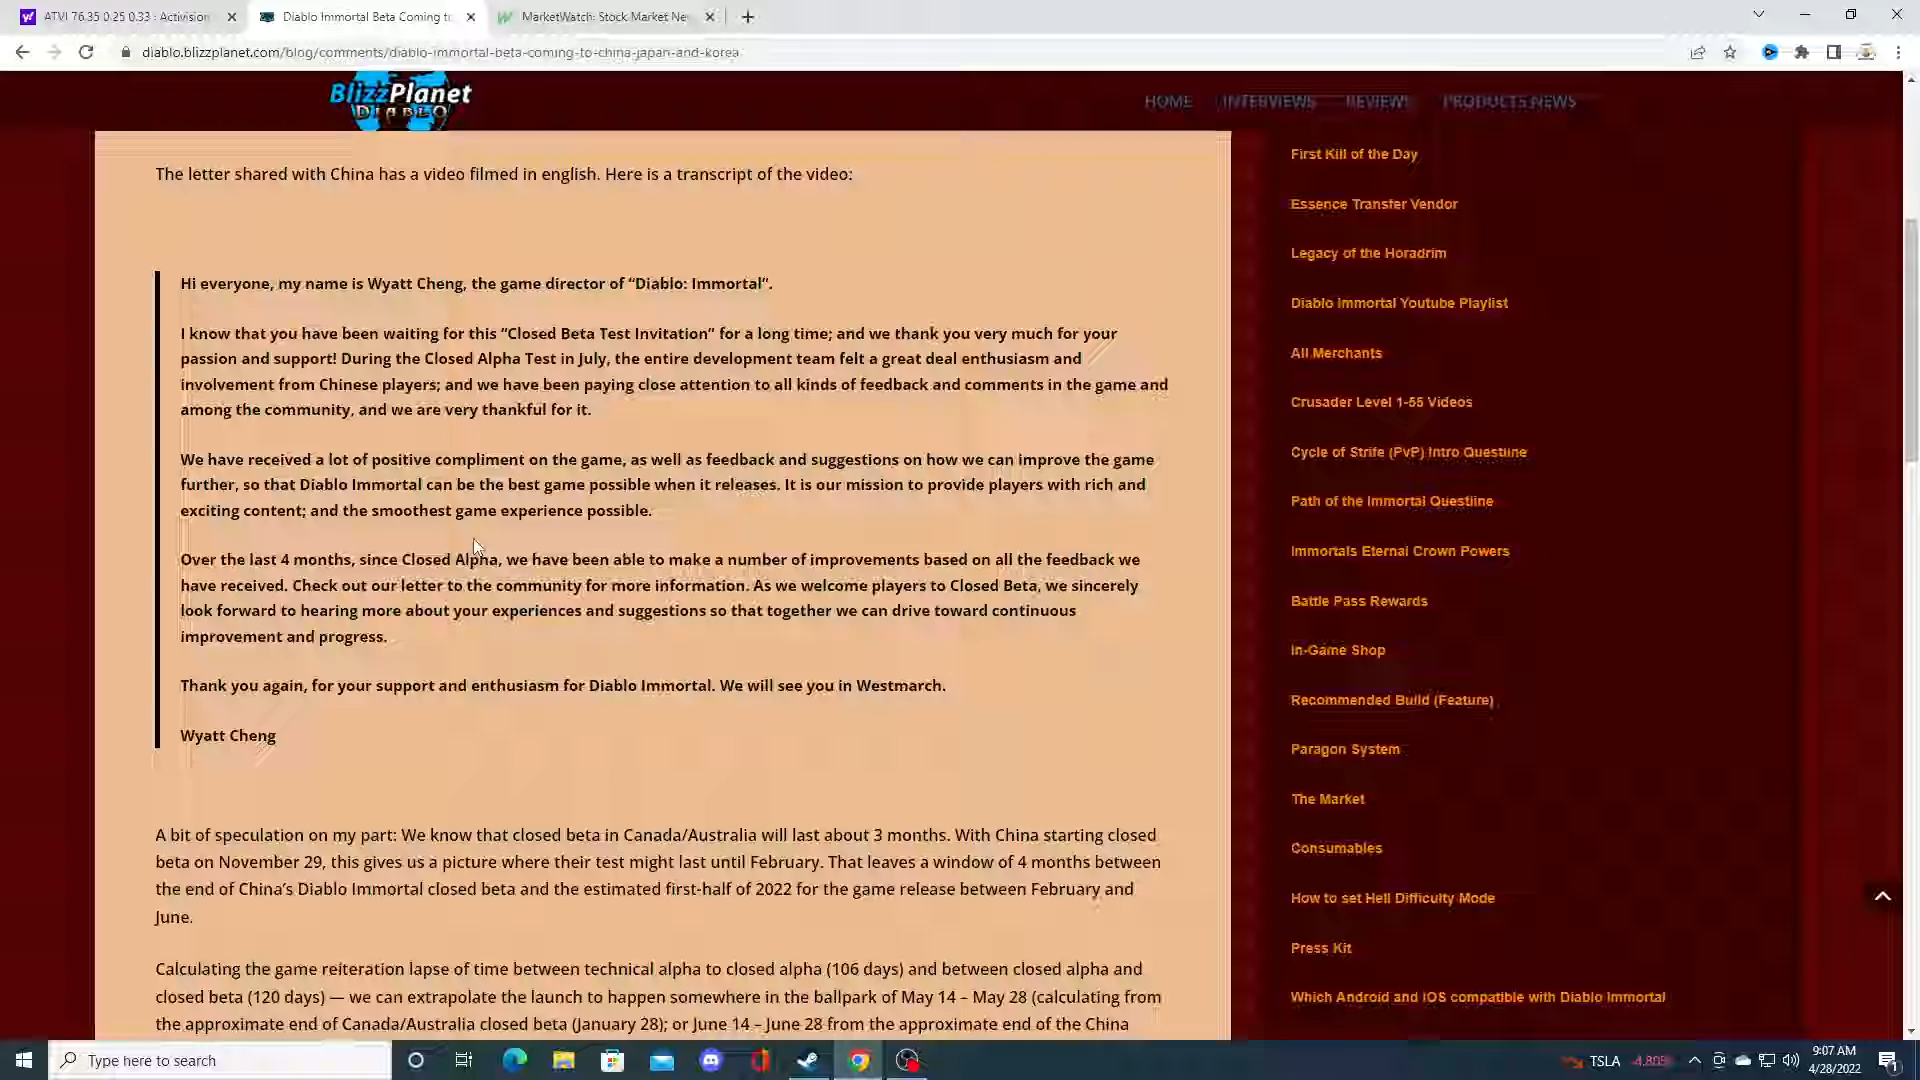 ATVI 76.35 0.25 0.33 : Activision
Diablo Immortal Beta Coming to
MarketWatch: Stock Market Ne
diablo.blizzplanet.com/blog/comments/diablo-immortal-beta-coming-to-china-japan-and-korea
BlizzPlanet
DIABLO
HOME INTERVIEWS REVIEWS PRODUCTS NEWS
The letter shared with China has a video filmed in english. Here is a transcript of the video:
Hi everyone, my name is Wyatt Cheng, the game director of “Diablo: Immortal”.
I know that you have been waiting for this “Closed Beta Test Invitation” for a long time; and we thank you very much for your
passion and support! During the Closed Alpha Test in July, the entire development team felt a great deal enthusiasm and
involvement from Chinese players; and we have been paying close attention to all kinds of feedback and comments in the game and
among the community, and we are very thankful for it.
We have received a lot of positive compliment on the game, as well as feedback and suggestions on how we can improve the game
further, so that Diablo Immortal can be the best game possible when it releases. It is our mission to provide players with rich and
exciting content; and the smoothest game experience possible.
Over the last 4 months, since Closed Alpha, we have been able to make a number of improvements based on all the feedback we
have received. Check out our letter to the community for more information. As we welcome players to Closed Beta, we sincerely
look forward to hearing more about your experiences and suggestions so that together we can drive toward continuous
improvement and progress.
Thank you again, for your support and enthusiasm for Diablo Immortal. We will see you in Westmarch.
Wyatt Cheng
A bit of speculation on my part: We know that closed beta in Canada/Australia will last about 3 months. With China starting closed
beta on November 29, this gives us a picture where their test might last until February. That leaves a window of 4 months between
the end of China’s Diablo Immortal closed beta and the estimated first-half of 2022 for the game release between February and
June.
Calculating the game reiteration lapse of time between technical alpha to closed alpha (106 days) and between closed alpha and
closed beta (120 days) — we can extrapolate the launch to happen somewhere in the ballpark of May 14 – May 28 (calculating from
the approximate end of Canada/Australia closed beta (January 28); or June 14 – June 28 from the approximate end of the China
First Kill of the Day
Essence Transfer Vendor
Legacy of the Horadrim
Diablo Immortal Youtube Playlist
All Merchants
Crusader Level 1-55 Videos
Cycle of Strife (PvP) Intro Questline
Path of the Immortal Questline
Immortals Eternal Crown Powers
Battle Pass Rewards
In-Game Shop
Recommended Build (Feature)
Paragon System
The Market
Consumables
How to set Hell Difficulty Mode
Press Kit
Which Android and IOS compatible with Diablo Immortal
Type here to search
TSLA -4.80%
9:07 AM
4/28/2022
1